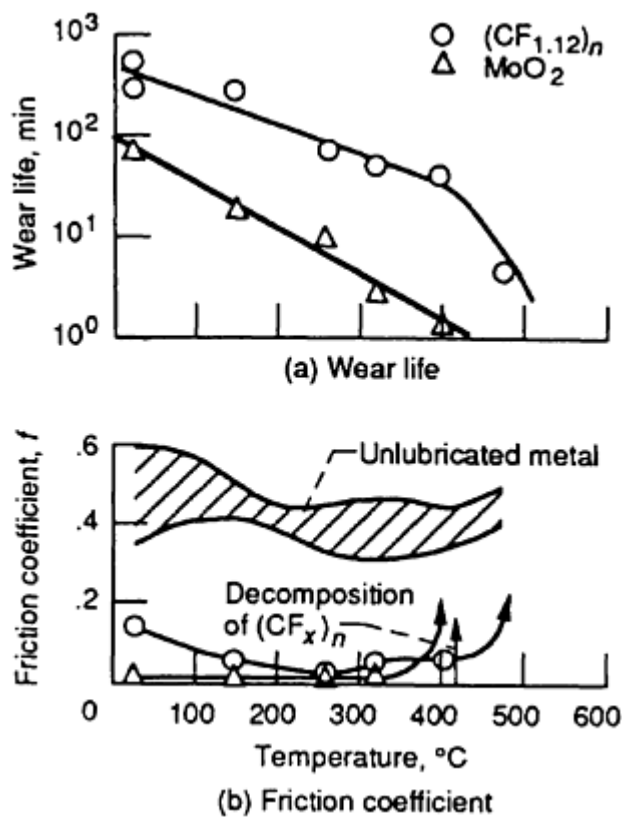 10³
(CF₁.₁₂)ₙ
MoO₂
10²
10¹
10⁰
Wear life, min
(a) Wear life
.6
.4
.2
0
Friction coefficient, f
Unlubricated metal
Decomposition
of (CFₓ)ₙ
100 200 300 400 500 600
Temperature, °C
(b) Friction coefficient